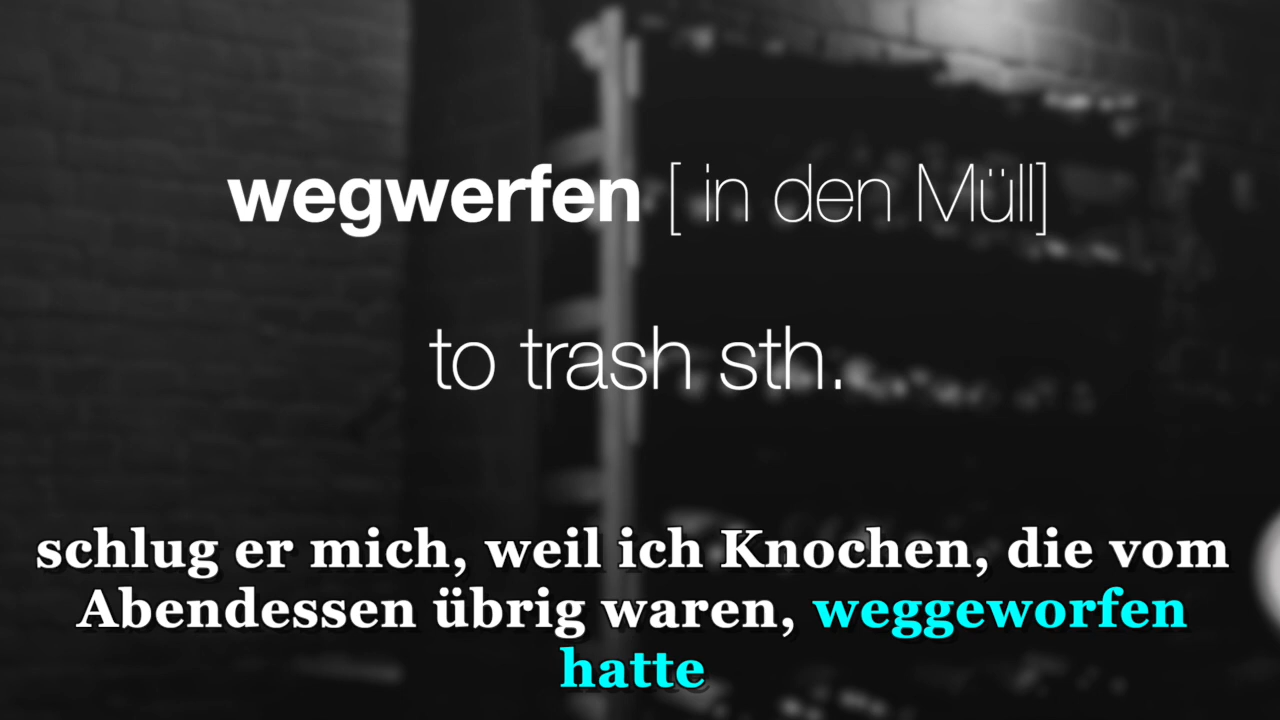 wegwerfen [ in den Müll]
to trash sth.
schlug er mich, weil ich Knochen, die vom
Abendessen übrig waren, weggeworfen
hatte